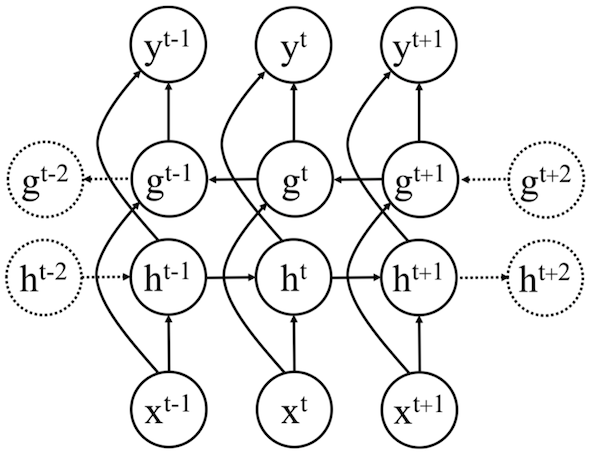 y^t-1 y^t y^t+1
g^t-2 g^t-1 g^t g^t+1 g^t+2
h^t-2 h^t-1 h^t h^t+1 h^t+2
x^t-1 x^t x^t+1